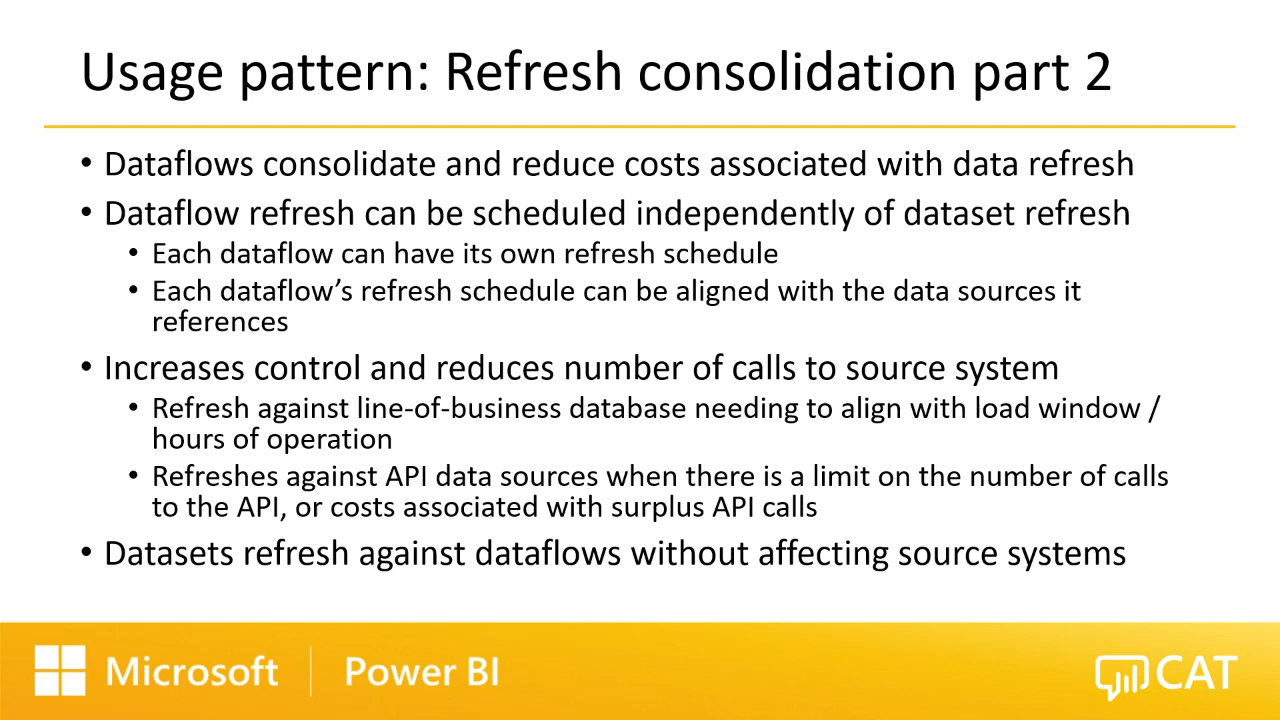 Usage pattern: Refresh consolidation part 2
• Dataflows consolidate and reduce costs associated with data refresh
• Dataflow refresh can be scheduled independently of dataset refresh
• Each dataflow can have its own refresh schedule
• Each dataflow’s refresh schedule can be aligned with the data sources it
references
• Increases control and reduces number of calls to source system
• Refresh against line-of-business database needing to align with load window /
hours of operation
• Refreshes against API data sources when there is a limit on the number of calls
to the API, or costs associated with surplus API calls
• Datasets refresh against dataflows without affecting source systems
Microsoft | Power BI
CAT